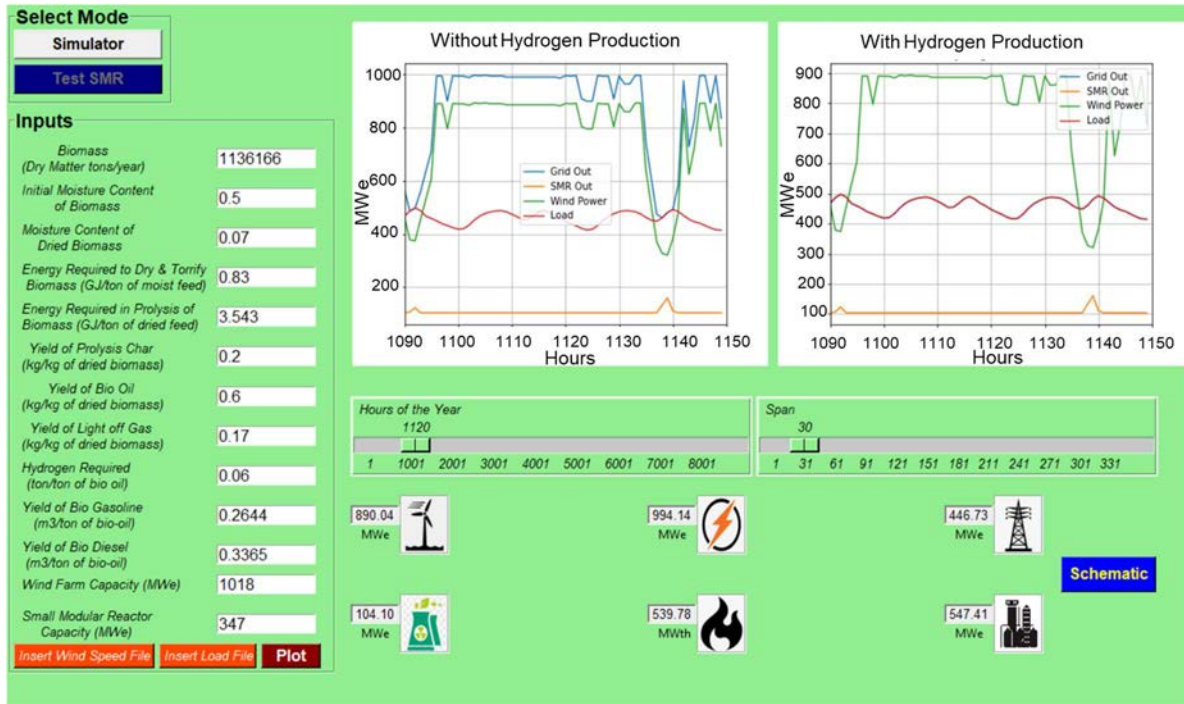 Select Mode
Simulator
Test SMR
Inputs
Biomass
(Dry Matter tons/year)
1136166
Initial Moisture Content
of Biomass
0.5
Moisture Content of
Dried Biomass
0.07
Energy Required to Dry & Torrify
Biomass (GJ/ton of moist feed)
0.83
Energy Required in Prolysis of
Biomass (GJ/ton of dried feed)
3.543
Yield of Prolysis Char
(kg/kg of dried biomass)
0.2
Yield of Bio Oil
(kg/kg of dried biomass)
0.6
Yield of Light off Gas
(kg/kg of dried biomass)
0.17
Hydrogen Required
(ton/ton of bio oil)
0.06
Yield of Bio Gasoline
(m3/ton of bio-oil)
0.2644
Yield of Bio Diesel
(m3/ton of bio-oil)
0.3365
Wind Farm Capacity (MWe)
1018
Small Modular Reactor
Capacity (MWe)
347
Insert Wind Speed File Insert Load File Plot
Without Hydrogen Production
MWe
1000
800
600
400
200
Grid Out
SMR Out
Wind Power
Load
1090 1100 1110 1120 1130 1140 1150
Hours
With Hydrogen Production
MWe
900
800
700
600
500
400
300
200
100
Grid Out
SMR Out
Wind Power
Load
1090 1100 1110 1120 1130 1140 1150
Hours
Hours of the Year
1120
1 1001 2001 3001 4001 5001 6001 7001 8001
Span
30
1 31 61 91 121 151 181 211 241 271 301 331
890.04
MWe
994.14
MWe
446.73
MWe
Schematic
104.10
MWe
539.78
MWth
547.41
MWe